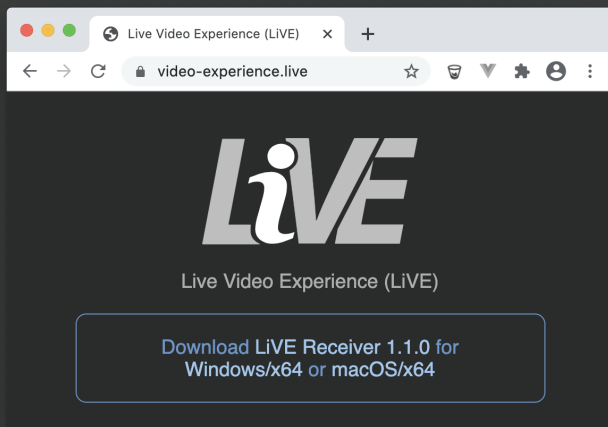 Live Video Experience (LiVE)
video-experience.live
LiVE
Live Video Experience (LiVE)
Download LiVE Receiver 1.1.0 for
Windows/x64 or macOS/x64